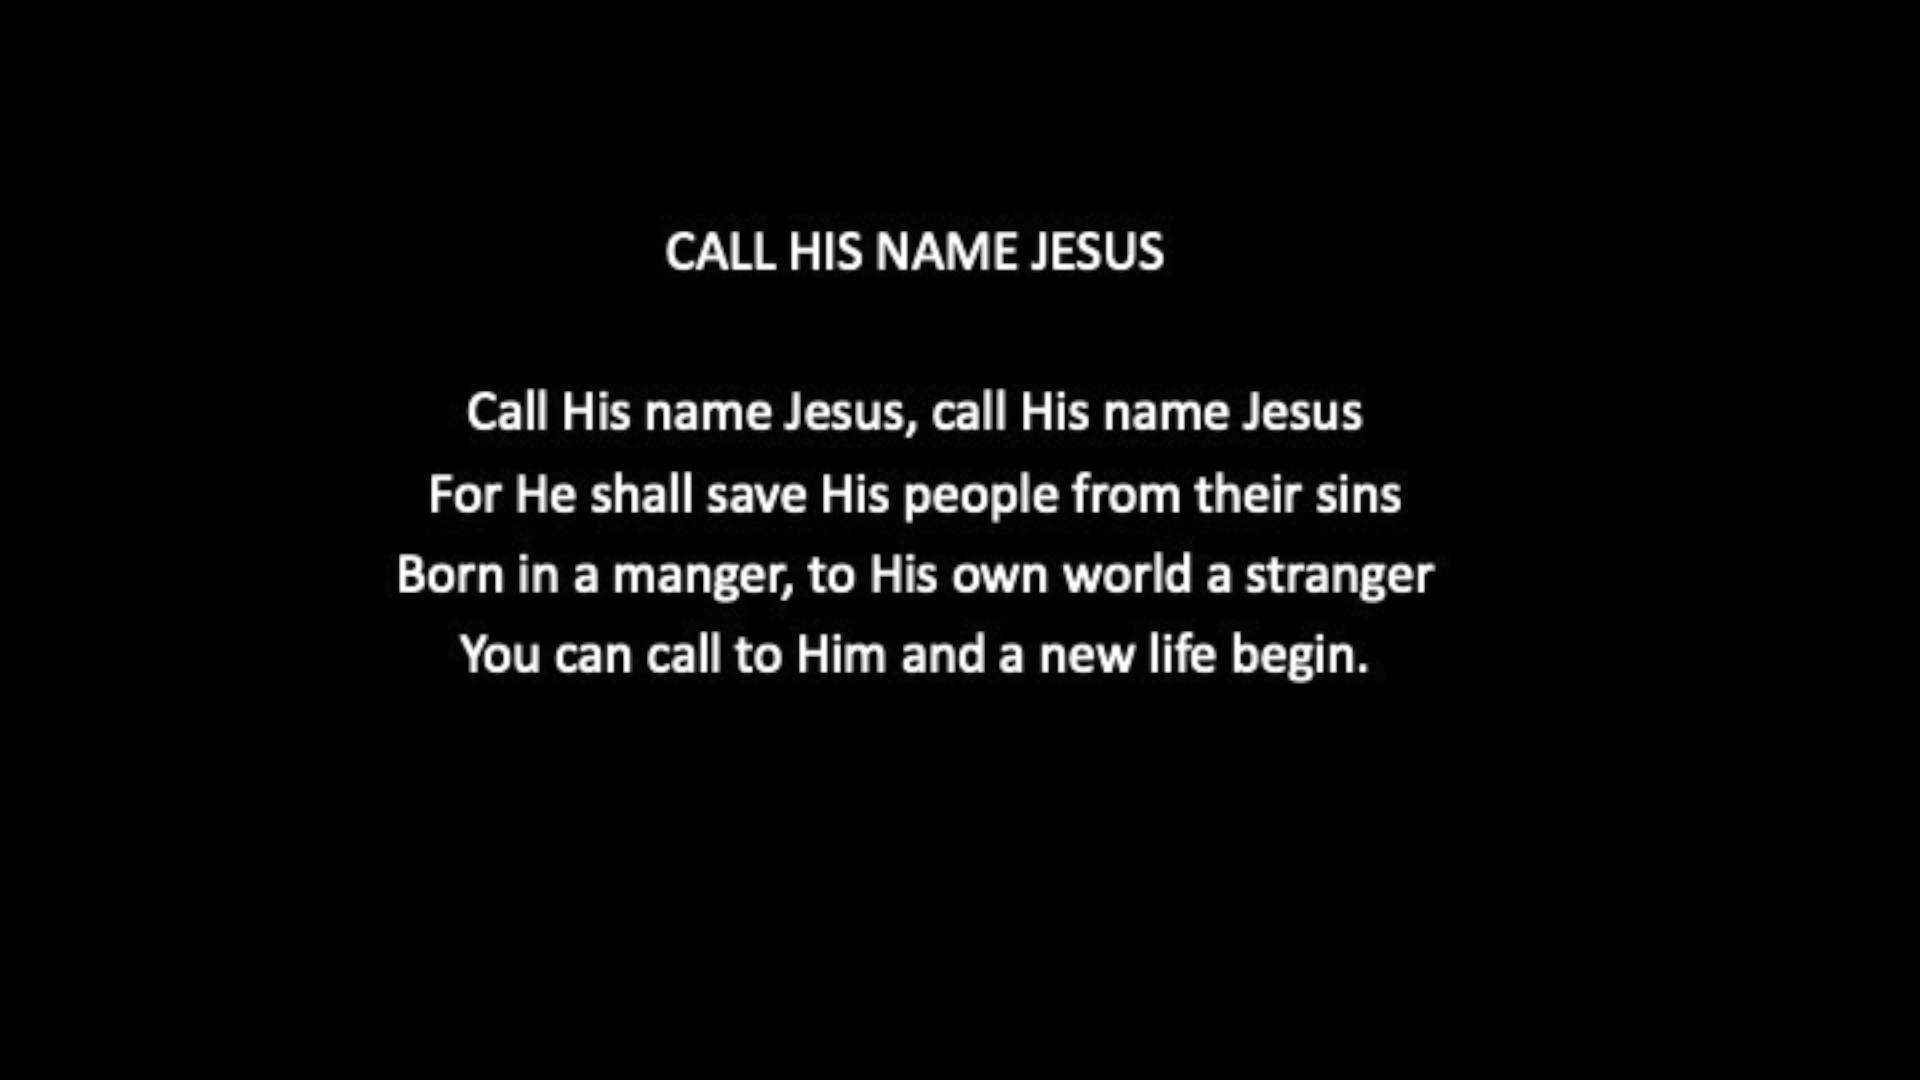 CALL HIS NAME JESUS
Call His name Jesus, call His name Jesus
For He shall save His people from their sins
Born in a manger, to His own world a stranger
You can call to Him and a new life begin.